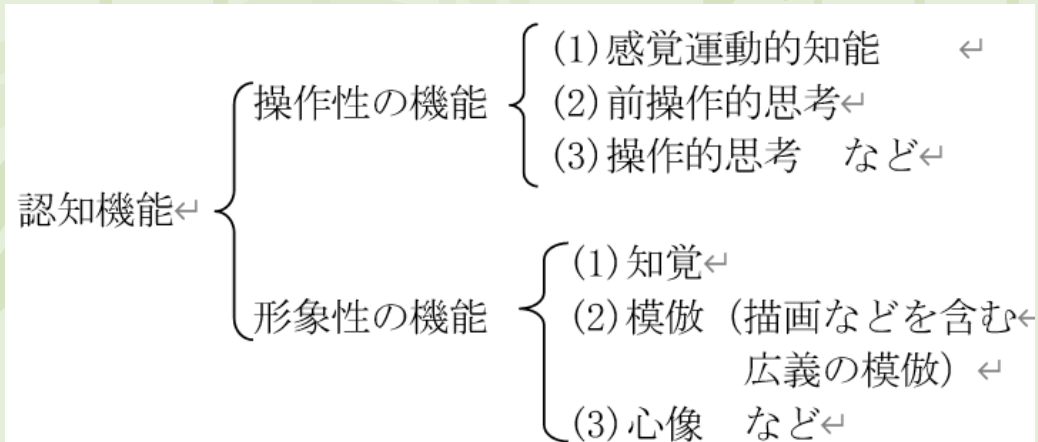 (1)感覚運動的知能
操作性の機能 (2)前操作的思考
(3)操作的思考　など
認知機能
(1)知覚
形象性の機能 (2)模倣（描画などを含む
広義の模倣）
(3)心像　など